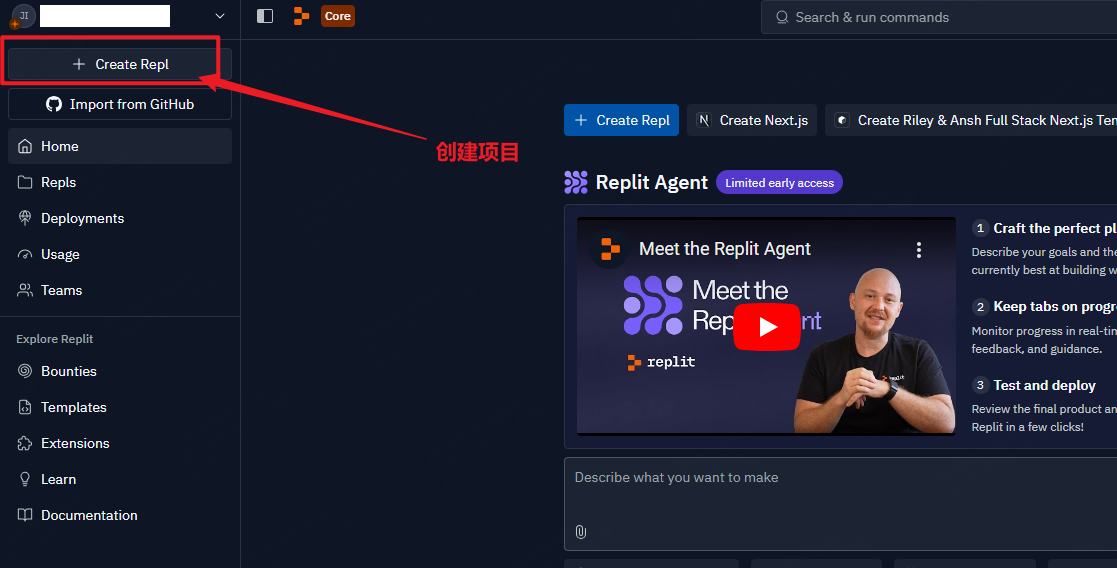 JI
Core
Search & run commands
Create Repl
Import from GitHub
Home
Repls
Deployments
Usage
Teams
Explore Replit
Bounties
Templates
Extensions
Learn
Documentation
创建项目
Create Repl
N Create Next.js
Create Riley & Ansh Full Stack Next.js Tem
Replit Agent
Limited early access
Meet the Replit Agent
Meet the
replit
replit
1 Craft the perfect pl
Describe your goals and the
currently best at building w
2 Keep tabs on progre
Monitor progress in real-tim
feedback, and guidance.
3 Test and deploy
Review the final product an
Replit in a few clicks!
Describe what you want to make